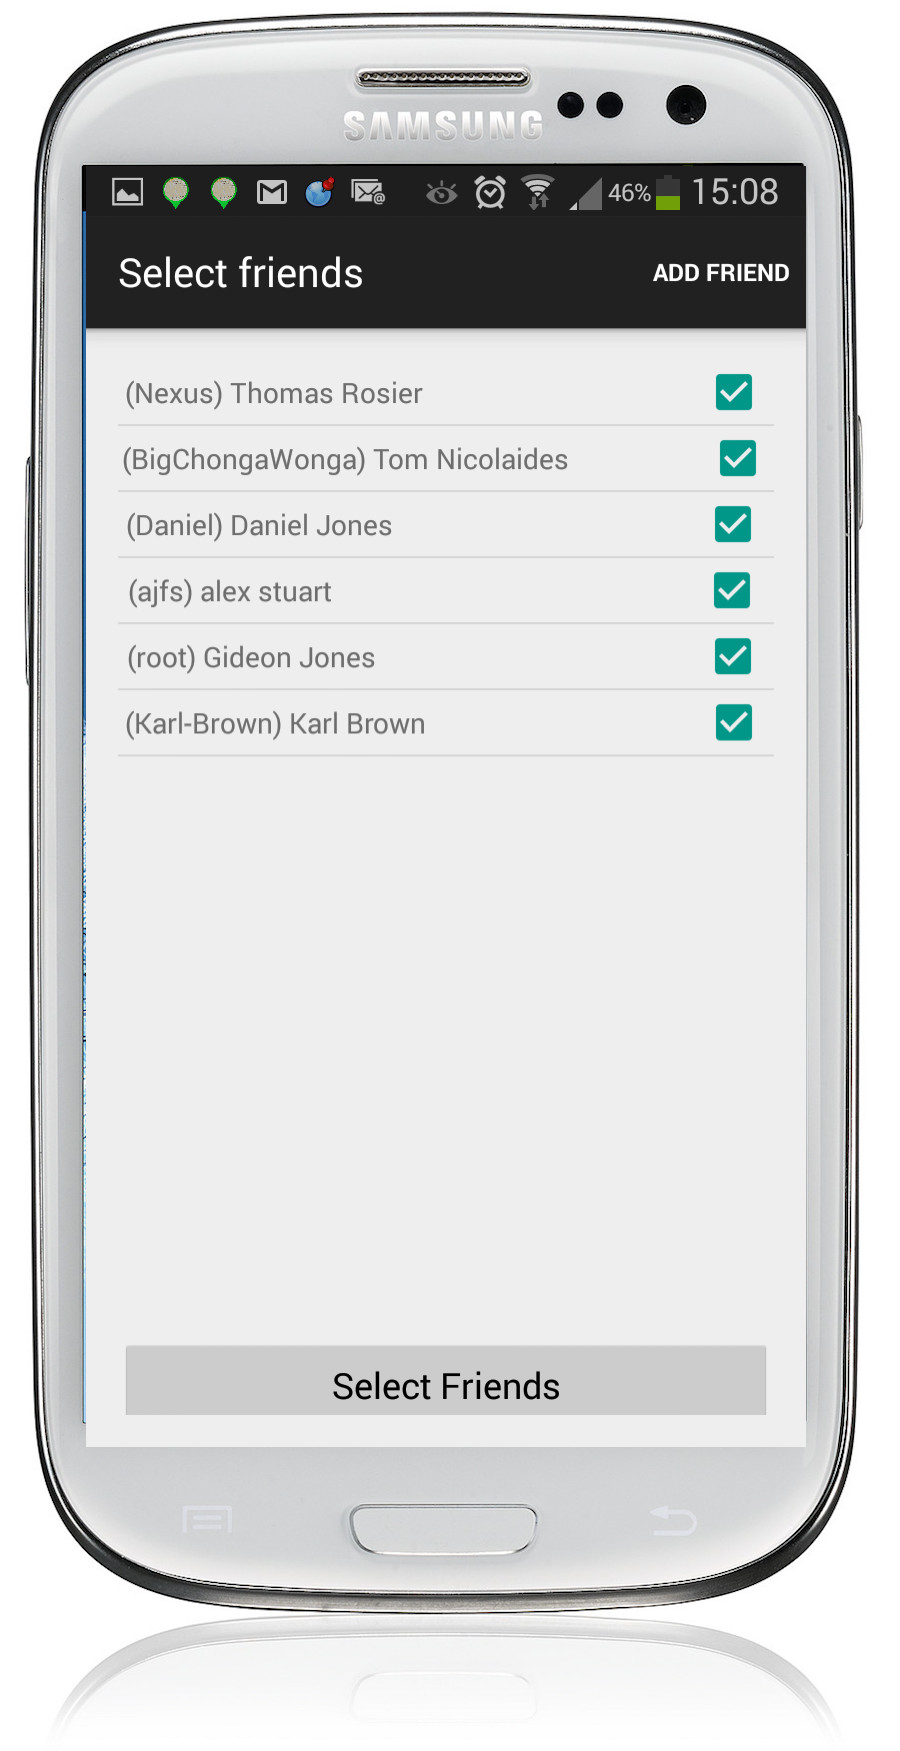 SAMSUNG
46% 15:08
Select friends ADD FRIEND
(Nexus) Thomas Rosier
(BigChongaWonga) Tom Nicolaides
(Daniel) Daniel Jones
(ajfs) alex stuart
(root) Gideon Jones
(Karl-Brown) Karl Brown
Select Friends